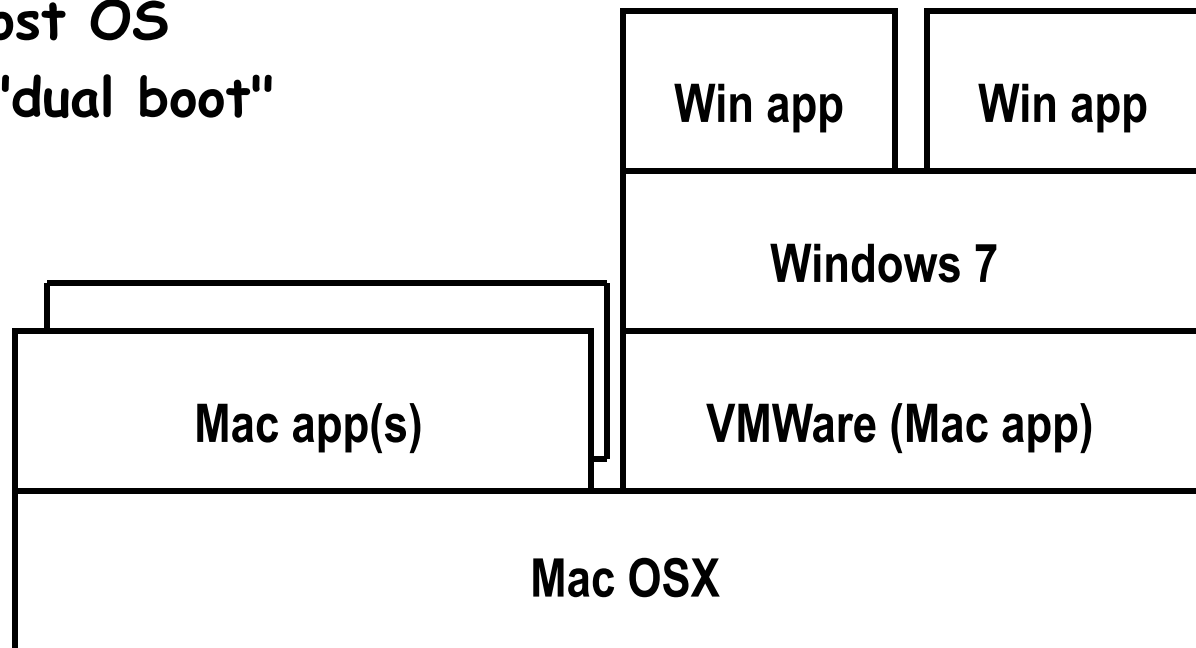 ost OS
"dual boot"
Win app
Win app
Windows 7
Mac app(s)
VMWare (Mac app)
Mac OSX